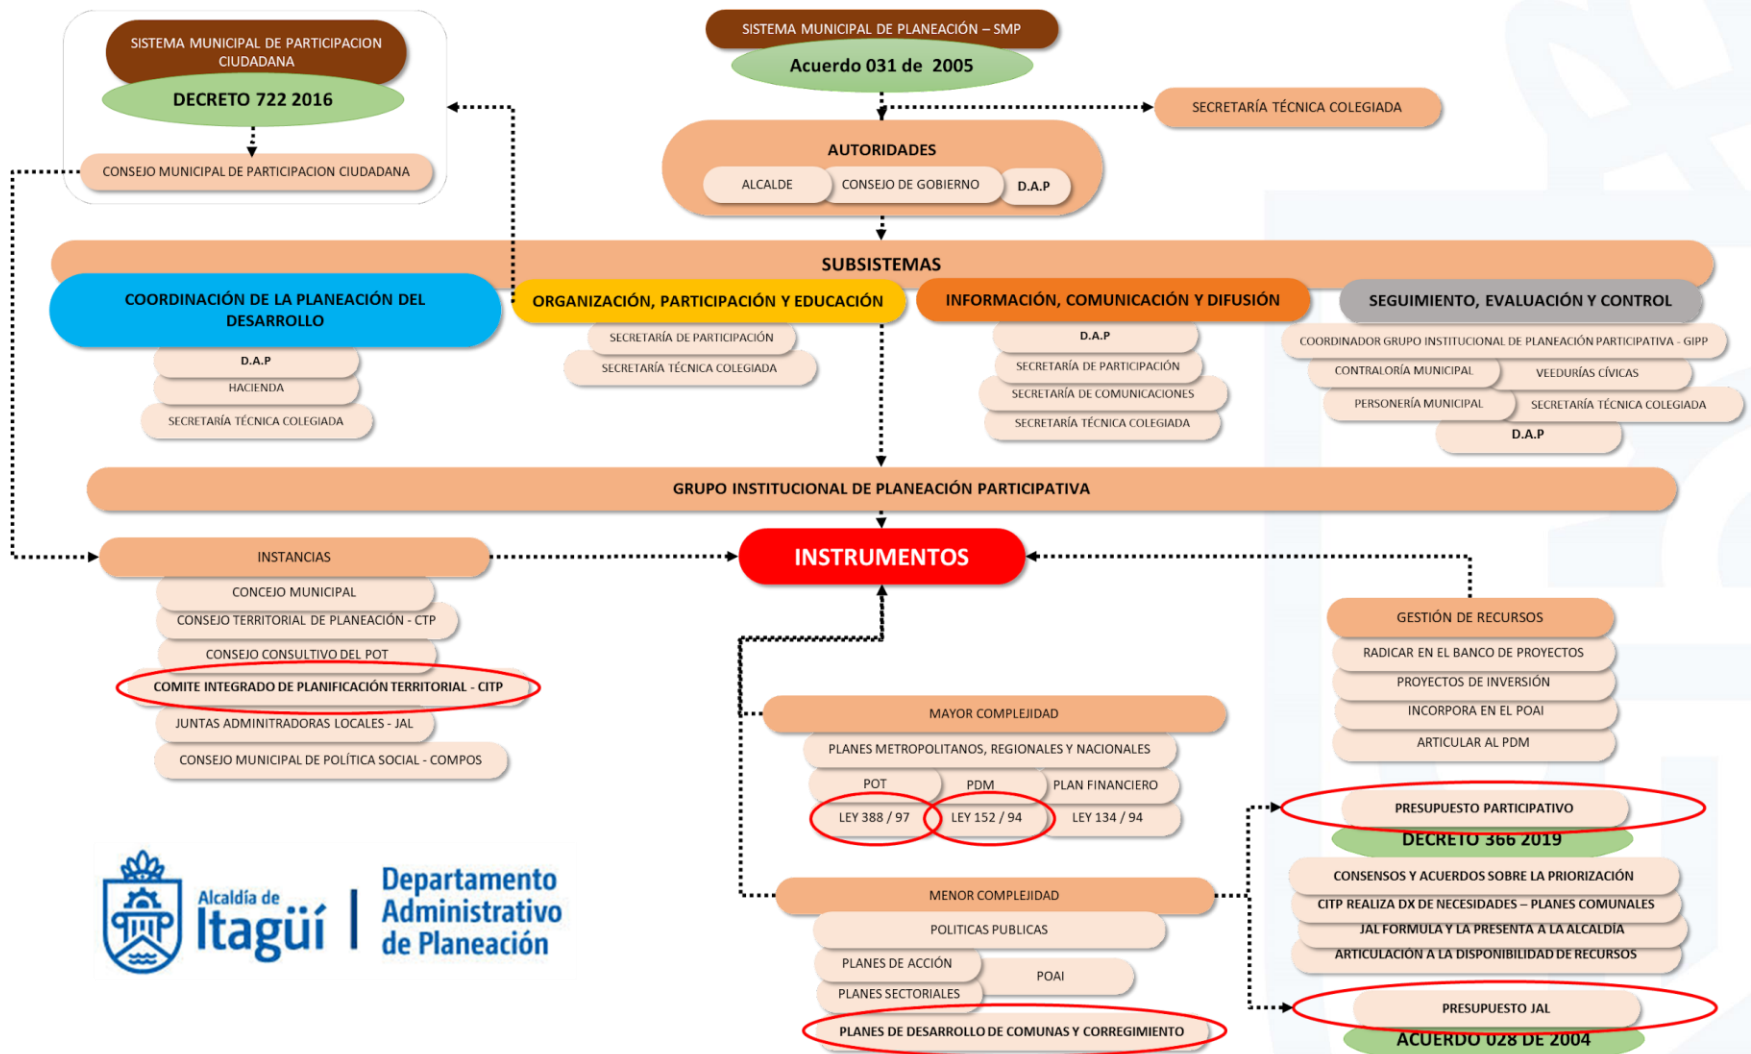 SISTEMA MUNICIPAL DE PARTICIPACION
CIUDADANA
DECRETO 722 2016
CONSEJO MUNICIPAL DE PARTICIPACION CIUDADANA
SISTEMA MUNICIPAL DE PLANEACIÓN – SMP
Acuerdo 031 de 2005
SECRETARÍA TÉCNICA COLEGIADA
AUTORIDADES
ALCALDE
CONSEJO DE GOBIERNO
D.A.P
SUBSISTEMAS
COORDINACIÓN DE LA PLANEACIÓN DEL
DESARROLLO
D.A.P
HACIENDA
SECRETARÍA TÉCNICA COLEGIADA
ORGANIZACIÓN, PARTICIPACIÓN Y EDUCACIÓN
SECRETARÍA DE PARTICIPACIÓN
SECRETARÍA TÉCNICA COLEGIADA
INFORMACIÓN, COMUNICACIÓN Y DIFUSIÓN
D.A.P
SECRETARÍA DE PARTICIPACIÓN
SECRETARÍA DE COMUNICACIONES
SECRETARÍA TÉCNICA COLEGIADA
SEGUIMIENTO, EVALUACIÓN Y CONTROL
COORDINADOR GRUPO INSTITUCIONAL DE PLANEACIÓN PARTICIPATIVA - GIPP
CONTRALORÍA MUNICIPAL
VEEDURÍAS CÍVICAS
PERSONERÍA MUNICIPAL
SECRETARÍA TÉCNICA COLEGIADA
D.A.P
GRUPO INSTITUCIONAL DE PLANEACIÓN PARTICIPATIVA
INSTANCIAS
CONCEJO MUNICIPAL
CONSEJO TERRITORIAL DE PLANEACIÓN - CTP
CONSEJO CONSULTIVO DEL POT
COMITE INTEGRADO DE PLANIFICACIÓN TERRITORIAL - CITP
JUNTAS ADMINITRADORAS LOCALES - JAL
CONSEJO MUNICIPAL DE POLÍTICA SOCIAL - COMPOS
INSTRUMENTOS
MAYOR COMPLEJIDAD
PLANES METROPOLITANOS, REGIONALES Y NACIONALES
POT
PDM
PLAN FINANCIERO
LEY 388 / 97
LEY 152 / 94
LEY 134 / 94
MENOR COMPLEJIDAD
POLITICAS PUBLICAS
PLANES DE ACCIÓN
POAI
PLANES SECTORIALES
PLANES DE DESARROLLO DE COMUNAS Y CORREGIMIENTO
GESTIÓN DE RECURSOS
RADICAR EN EL BANCO DE PROYECTOS
PROYECTOS DE INVERSIÓN
INCORPORA EN EL POAI
ARTICULAR AL PDM
PRESUPUESTO PARTICIPATIVO
DECRETO 366 2019
CONSENSOS Y ACUERDOS SOBRE LA PRIORIZACIÓN
CITP REALIZA DX DE NECESIDADES – PLANES COMUNALES
JAL FORMULA Y LA PRESENTA A LA ALCALDÍA
ARTICULACIÓN A LA DISPONIBILIDAD DE RECURSOS
PRESUPUESTO JAL
ACUERDO 028 DE 2004
Alcaldía de
Itagüí
Departamento
Administrativo
de Planeación